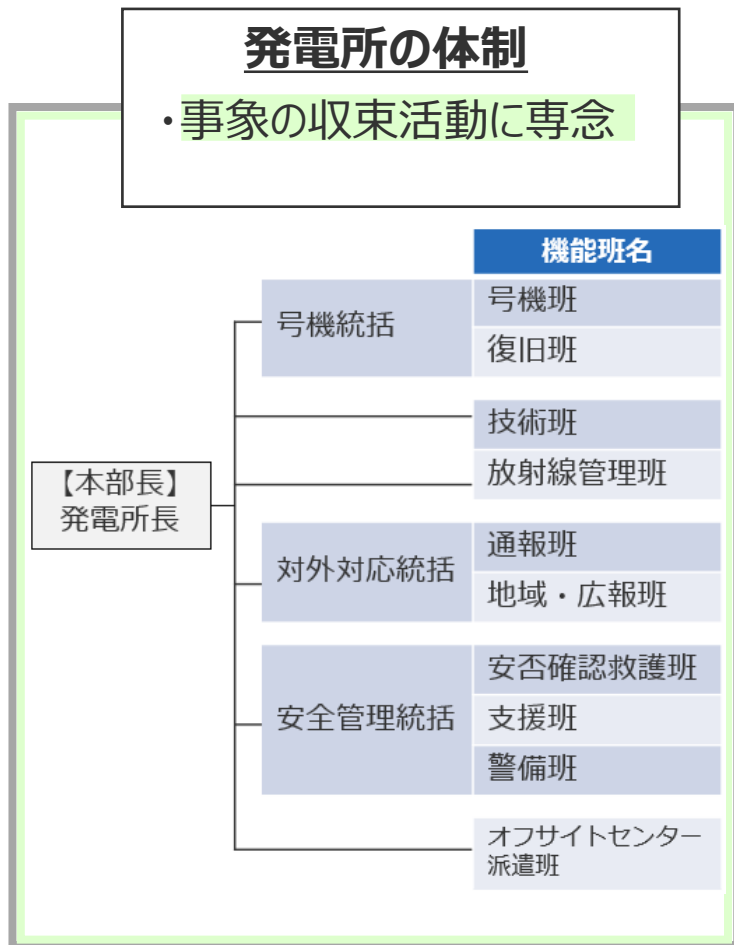 発電所の体制
・事象の収束活動に専念
機能班名
号機統括
号機班
復旧班
技術班
放射線管理班
【本部長】
発電所長
対外対応統括
通報班
地域・広報班
安全管理統括
安否確認救護班
支援班
警備班
オフサイトセンター
派遣班